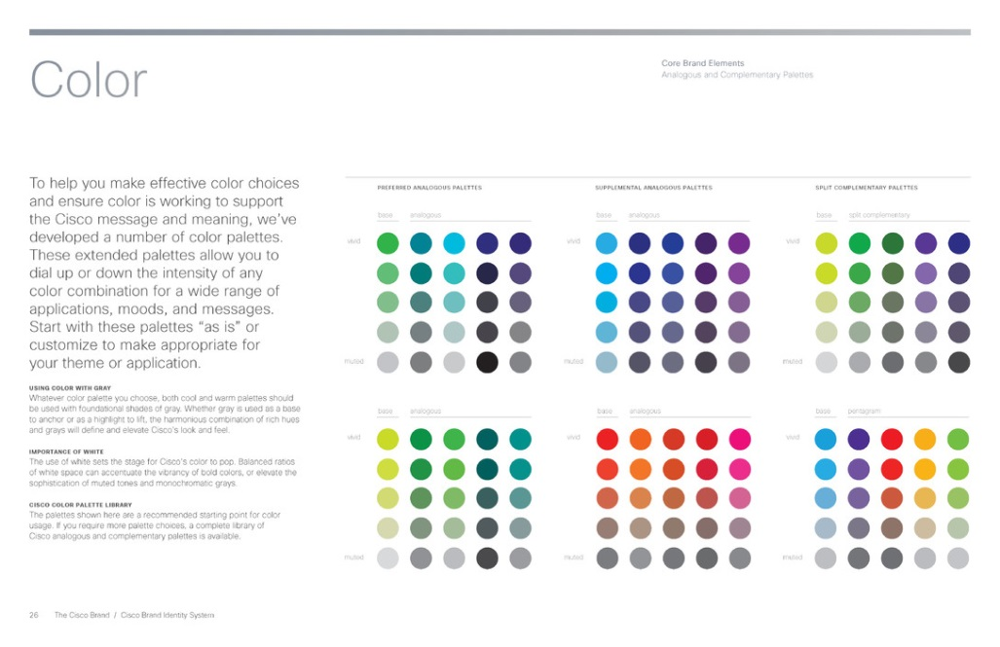 Color
Core Brand Elements
Analogous and Complementary Palettes
To help you make effective color choices
and ensure color is working to support
the Cisco message and meaning, we've
developed a number of color palettes.
These extended palettes allow you to
dial up or down the intensity of any
color combination for a wide range of
applications, moods, and messages.
Start with these palettes “as is” or
customize to make appropriate for
your theme or application.
USING COLOR WITH GRAY
Whatever color palette you choose, both cool and warm palettes should
be used with foundational shades of gray. Whether gray is used as a base
to anchor or as a highlight to lift, the harmonious combination of rich hues
and grays will define and elevate Cisco's look and feel.
IMPORTANCE OF WHITE
The use of white sets the stage for Cisco's color to pop. Balanced ratios
of white space can accentuate the vibrancy of bold colors, or elevate the
sophistication of muted tones and monochromatic grays.
CISCO COLOR PALETTE LIBRARY
The palettes shown here are a recommended starting point for color
usage. If you require more palette choices, a complete library of
Cisco analogous and complementary palettes is available.
PREFERRED ANALOGOUS PALETTES
base analogous
vivid
muted
base analogous
vivid
muted
SUPPLEMENTAL ANALOGOUS PALETTES
base analogous
vivid
muted
base analogous
vivid
muted
SPLIT COMPLEMENTARY PALETTES
base split complementary
vivid
muted
base pentagram
vivid
muted
26 The Cisco Brand / Cisco Brand Identity System